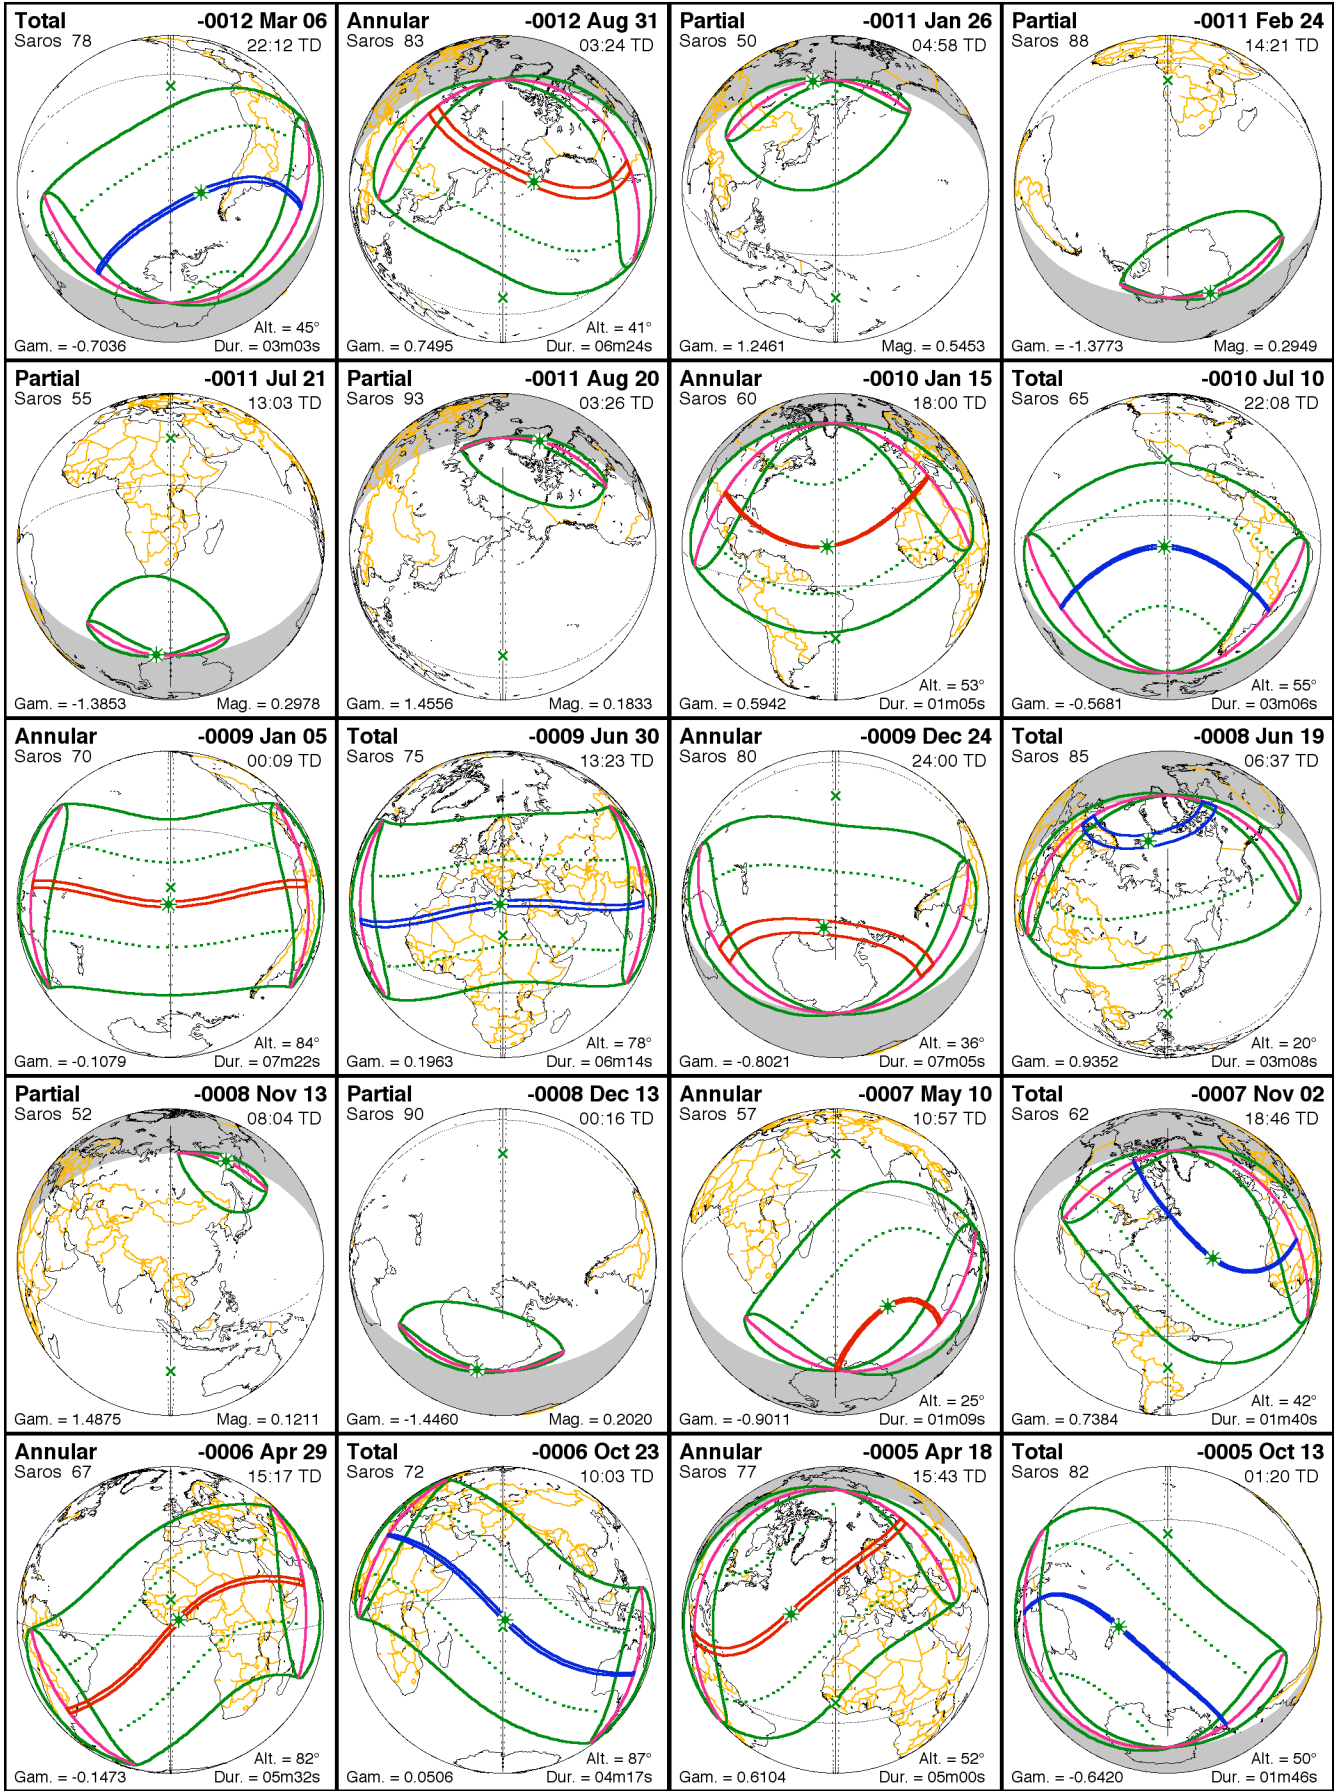 Total -0012 Mar 06
Saros 78 22:12 TD
Alt. = 45°
Gam. = -0.7036 Dur. = 03m03s
Annular -0012 Aug 31
Saros 83 03:24 TD
Alt. = 41°
Gam. = 0.7495 Dur. = 06m24s
Partial -0011 Jan 26
Saros 50 04:58 TD
Gam. = 1.2461 Mag. = 0.5453
Partial -0011 Feb 24
Saros 88 14:21 TD
Gam. = -1.3773 Mag. = 0.2949
Partial -0011 Jul 21
Saros 55 13:03 TD
Gam. = -1.3853 Mag. = 0.2978
Partial -0011 Aug 20
Saros 93 03:26 TD
Gam. = 1.4556 Mag. = 0.1833
Annular -0010 Jan 15
Saros 60 18:00 TD
Alt. = 53°
Gam. = 0.5942 Dur. = 01m05s
Total -0010 Jul 10
Saros 65 22:08 TD
Alt. = 55°
Gam. = -0.5681 Dur. = 03m06s
Annular -0009 Jan 05
Saros 70 00:09 TD
Alt. = 84°
Gam. = -0.1079 Dur. = 07m22s
Total -0009 Jun 30
Saros 75 13:23 TD
Alt. = 78°
Gam. = 0.1963 Dur. = 06m14s
Annular -0009 Dec 24
Saros 80 24:00 TD
Alt. = 36°
Gam. = -0.8021 Dur. = 07m05s
Total -0008 Jun 19
Saros 85 06:37 TD
Alt. = 20°
Gam. = 0.9352 Dur. = 03m08s
Partial -0008 Nov 13
Saros 52 08:04 TD
Gam. = 1.4875 Mag. = 0.1211
Partial -0008 Dec 13
Saros 90 00:16 TD
Gam. = -1.4460 Mag. = 0.2020
Annular -0007 May 10
Saros 57 10:57 TD
Alt. = 25°
Gam. = -0.9011 Dur. = 01m09s
Total -0007 Nov 02
Saros 62 18:46 TD
Alt. = 42°
Gam. = 0.7384 Dur. = 01m40s
Annular -0006 Apr 29
Saros 67 15:17 TD
Alt. = 82°
Gam. = -0.1473 Dur. = 05m32s
Total -0006 Oct 23
Saros 72 10:03 TD
Alt. = 87°
Gam. = 0.0506 Dur. = 04m17s
Annular -0005 Apr 18
Saros 77 15:43 TD
Alt. = 52°
Gam. = 0.6104 Dur. = 05m00s
Total -0005 Oct 13
Saros 82 01:20 TD
Alt. = 50°
Gam. = -0.6420 Dur. = 01m46s